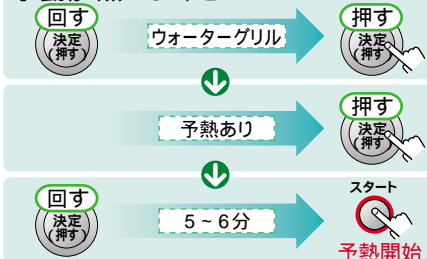 回す
決定
(押す)
ウォーターグリル
押す
決定
(押す
予熱あり
押す
決定
(押す
回す
決定
(押す)
5~6分
スタート
予熱開始